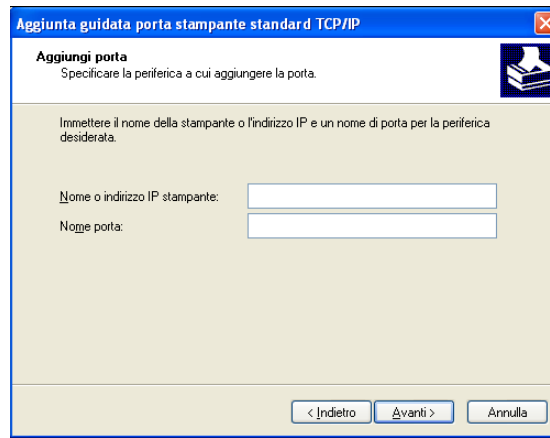 Aggiunta guidata porta stampante standard TCP/IP
Aggiungi porta
Specificare la periferica a cui aggiungere la porta.
Immettere il nome della stampante o l'indirizzo IP e un nome di porta per la periferica
desiderata.
Nome o indirizzo IP stampante:
Nome porta:
< Indietro Avanti > Annulla